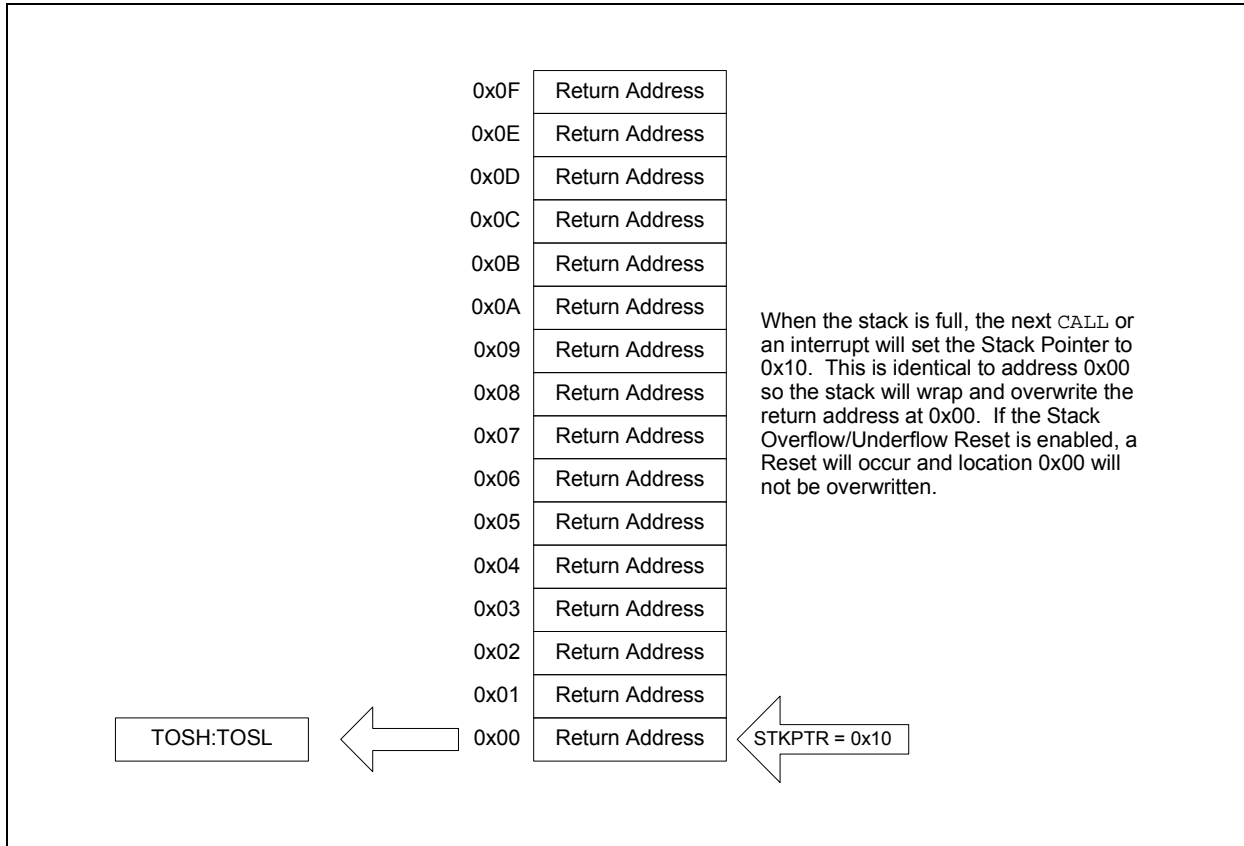 0x0F Return Address
0x0E Return Address
0x0D Return Address
0x0C Return Address
0x0B Return Address
0x0A Return Address
0x09 Return Address
0x08 Return Address
0x07 Return Address
0x06 Return Address
0x05 Return Address
0x04 Return Address
0x03 Return Address
0x02 Return Address
0x01 Return Address
TOSH:TOSL 0x00 Return Address STKPTR = 0x10
When the stack is full, the next CALL or
an interrupt will set the Stack Pointer to
0x10. This is identical to address 0x00
so the stack will wrap and overwrite the
return address at 0x00. If the Stack
Overflow/Underflow Reset is enabled, a
Reset will occur and location 0x00 will
not be overwritten.